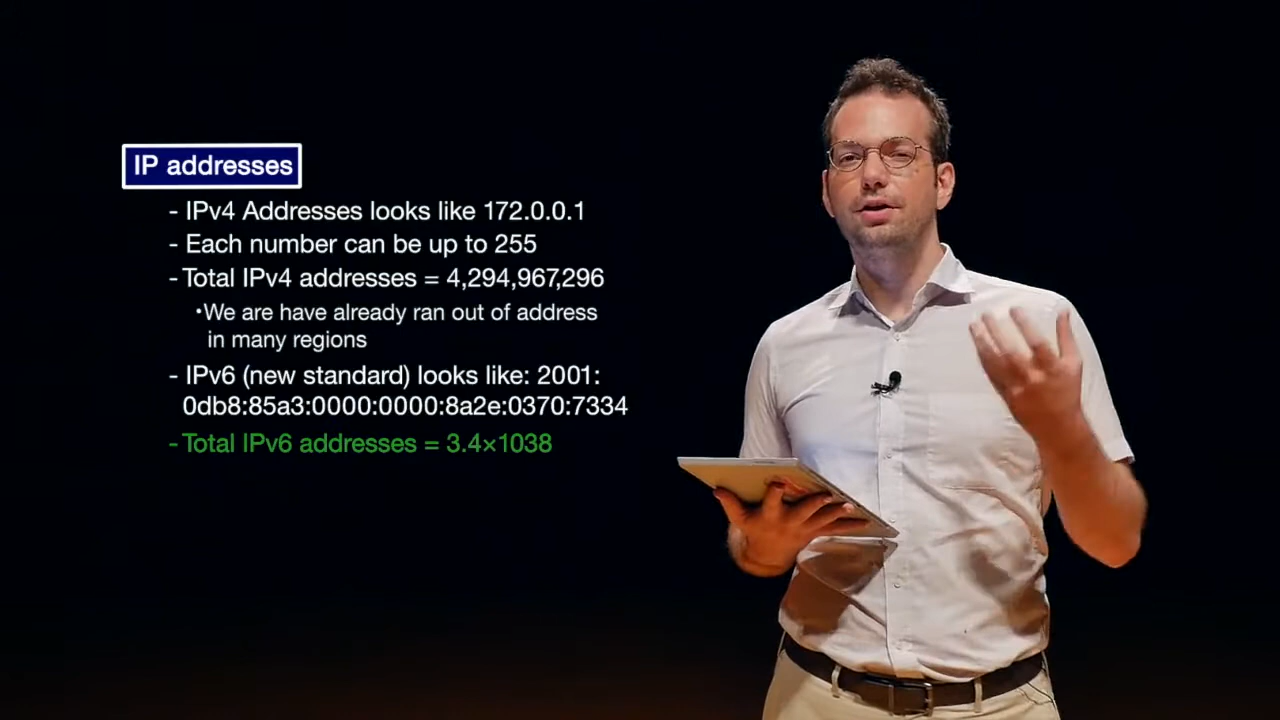 IP addresses
- IPv4 Addresses looks like 172.0.0.1
- Each number can be up to 255
- Total IPv4 addresses = 4,294,967,296
•We are have already ran out of address
in many regions
- IPv6 (new standard) looks like: 2001:
0db8:85a3:0000:0000:8a2e:0370:7334
- Total IPv6 addresses = 3.4×1038